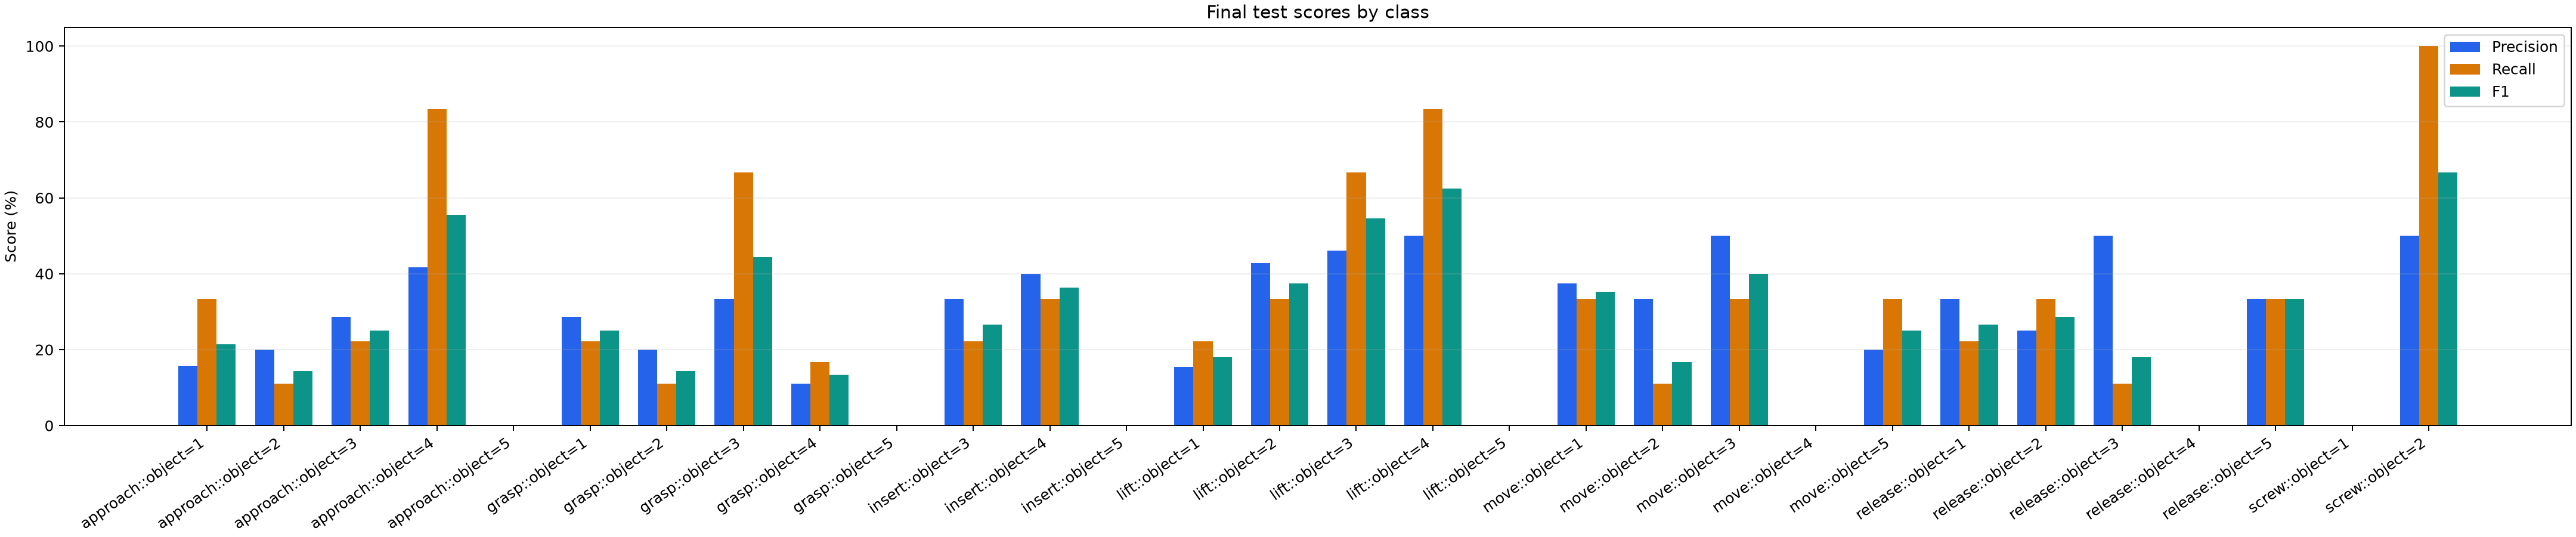 Final test scores by class
Score (%)
100
80
60
40
20
0
Precision
Recall
F1
approach::object=1
approach::object=2
approach::object=3
approach::object=4
approach::object=5
grasp::object=1
grasp::object=2
grasp::object=3
grasp::object=4
grasp::object=5
insert::object=3
insert::object=4
insert::object=5
lift::object=1
lift::object=2
lift::object=3
lift::object=4
lift::object=5
move::object=1
move::object=2
move::object=3
move::object=4
move::object=5
release::object=1
release::object=2
release::object=3
release::object=4
release::object=5
screw::object=1
screw::object=2